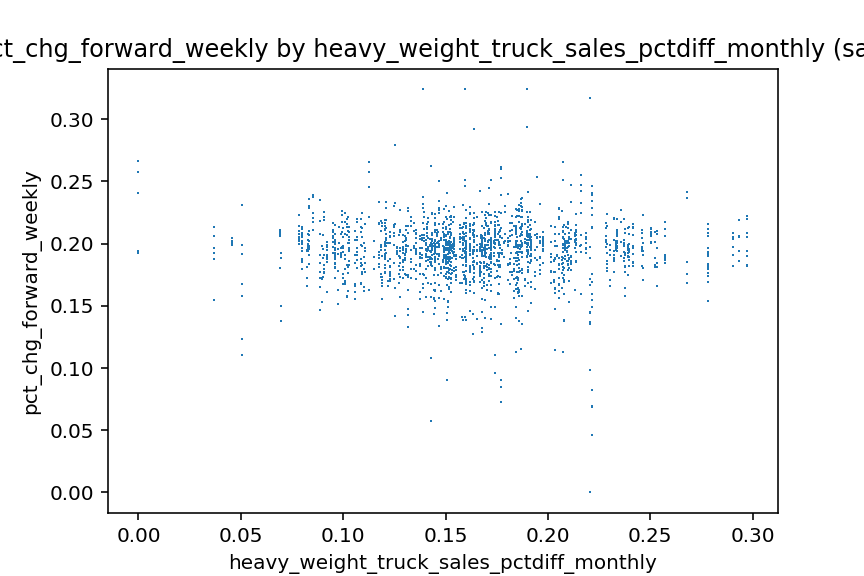 ct_chg_forward_weekly by heavy_weight_truck_sales_pctdiff_monthly (sa
0.30
0.25
0.20
0.15
0.10
0.05
0.00
pct_chg_forward_weekly
0.00 0.05 0.10 0.15 0.20 0.25 0.30
heavy_weight_truck_sales_pctdiff_monthly